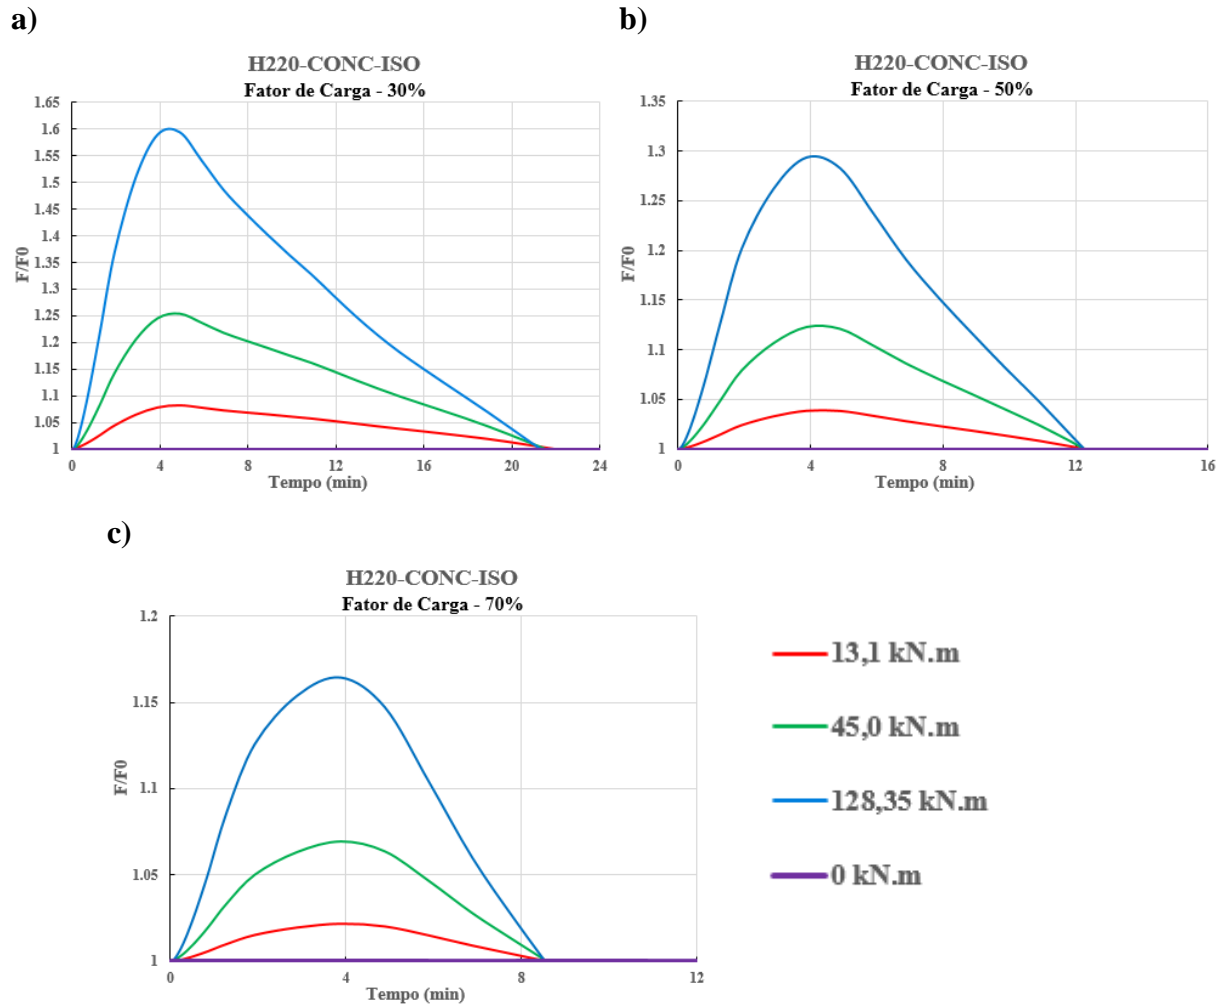 a)
H220-CONC-ISO
Fator de Carga - 30%
1.65
1.6
1.55
1.5
1.45
1.4
1.35
1.3
1.25
1.2
1.15
1.1
1.05
1
F/F0
0 4 8 12 16 20 24
Tempo (min)
b)
H220-CONC-ISO
Fator de Carga - 50%
1.35
1.3
1.25
1.2
1.15
1.1
1.05
1
F/F0
0 4 8 12 16
Tempo (min)
c)
H220-CONC-ISO
Fator de Carga - 70%
1.2
1.15
1.1
1.05
1
F/F0
0 4 8 12
Tempo (min)
13,1 kN.m
45,0 kN.m
128,35 kN.m
0 kN.m